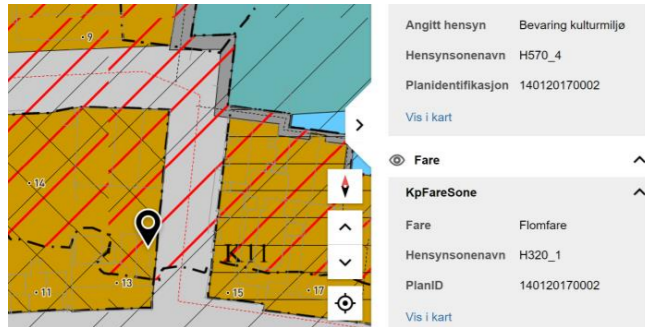 9
14
K11
11
13
15
17
Angitt hensyn Bevaring kulturmiljø
Hensynsonenavn H570_4
Planidentifikasjon 140120170002
Vis i kart
Fare
KpFareSone
Fare Flomfare
Hensynsonenavn H320_1
PlanID 140120170002
Vis i kart